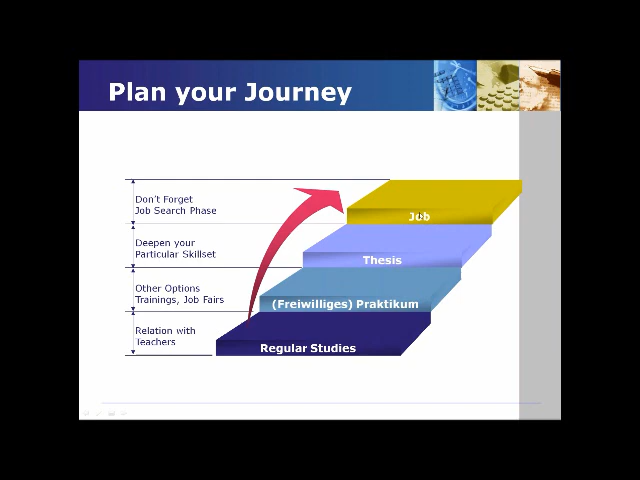 Plan your Journey
Don't Forget
Job Search Phase
Job
Deepen your
Particular Skillset
Thesis
Other Options
Trainings, Job Fairs
(Freiwilliges) Praktikum
Relation with
Teachers
Regular Studies